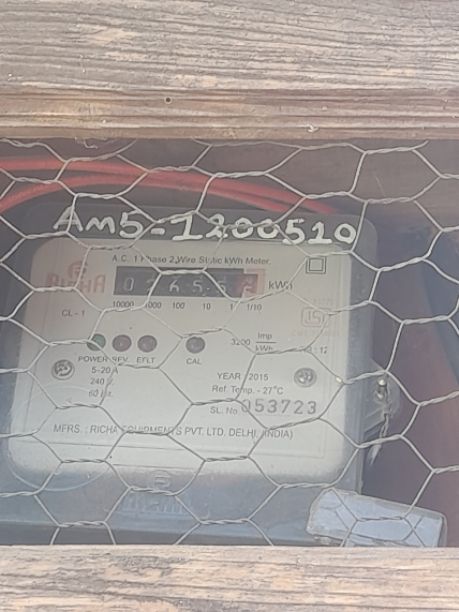 AM5-1200510
A.C. 1 Phase 2 Wire Static kWh Meter
kWh
10000 1000 100 10 1 1/10
CL - 1
3200 Imp/kWh
POWER REV. EFLT CAL
5-20 A
240 V.
YEAR : 2015
Ref. Temp. - 27°C
SL. No. 053723
MFRS. : RICHA EQUIPMENTS PVT. LTD. DELHI, (INDIA)